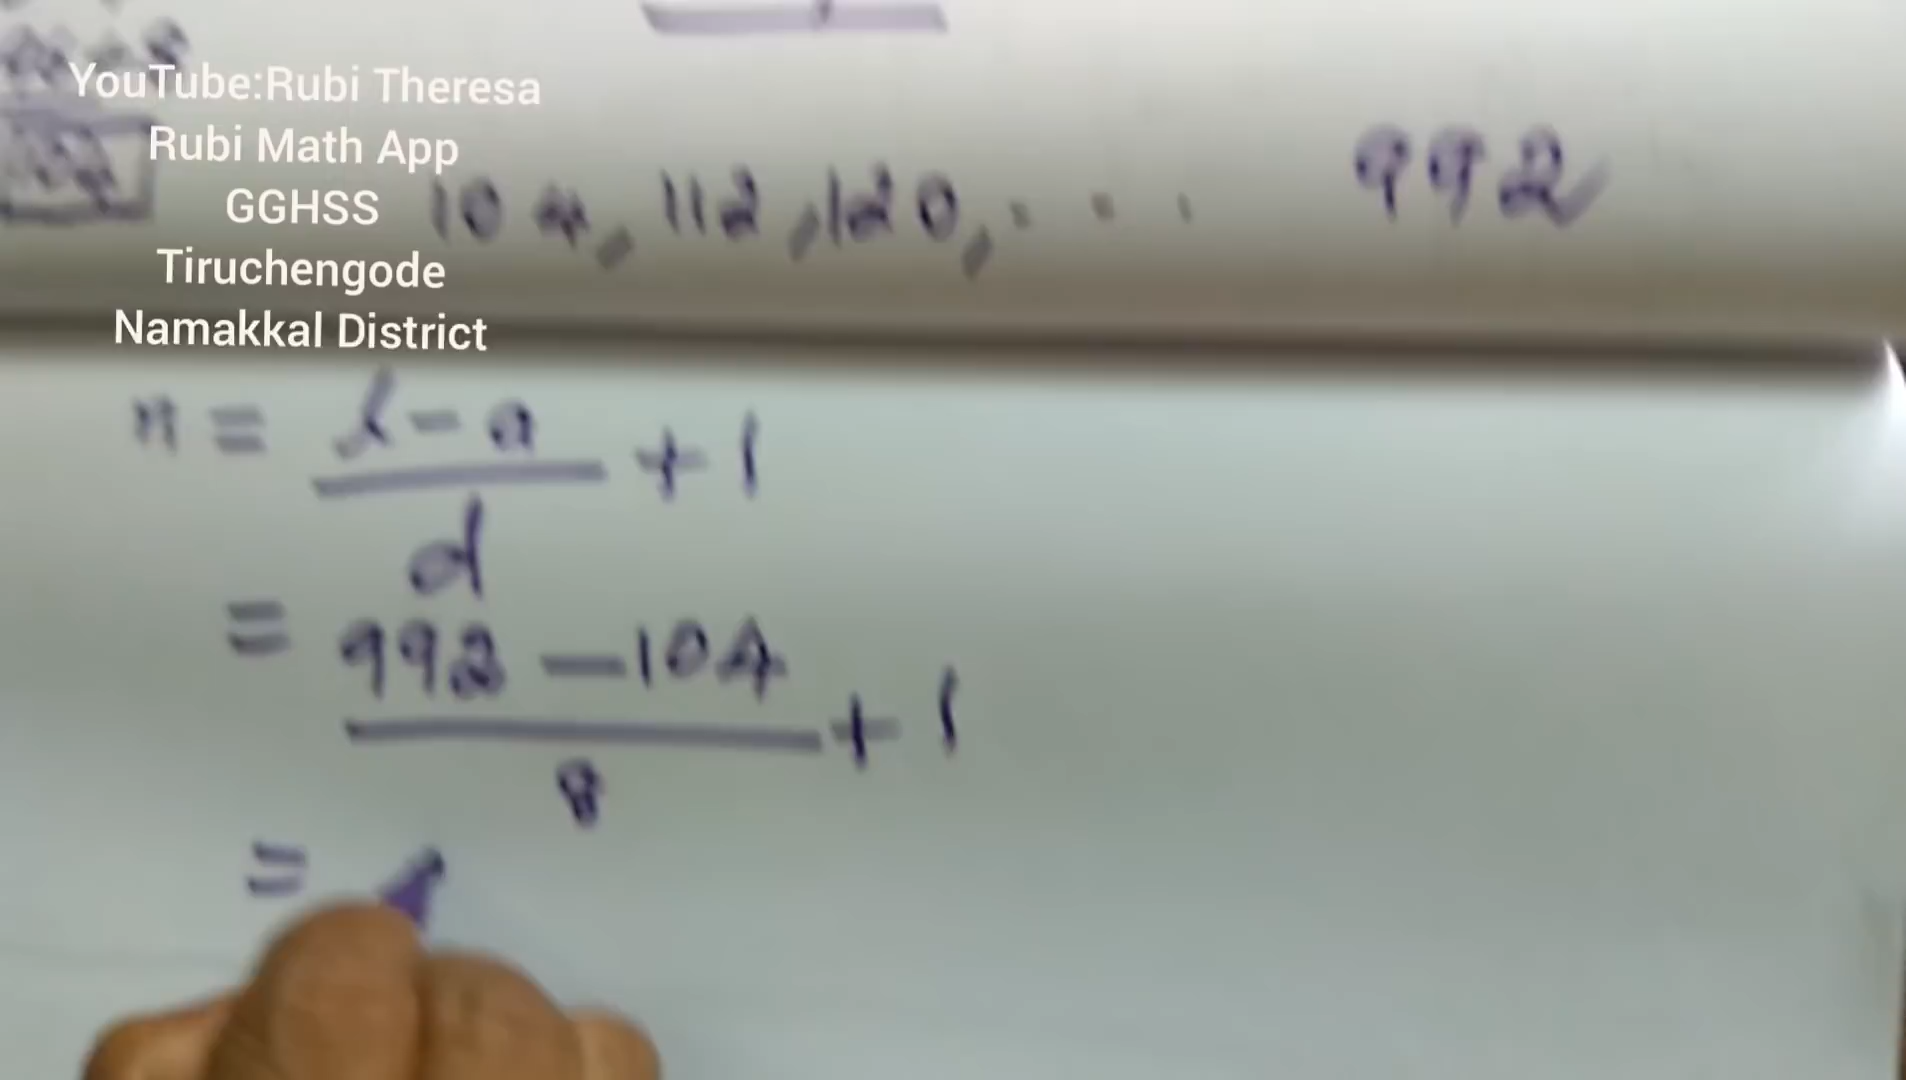 YouTube:Rubi Theresa
Rubi Math App
GGHSS
Tiruchengode
Namakkal District
104, 112, 120, . . . 992
n = l - a / d + 1
= 992 - 104 / 8 + 1
=